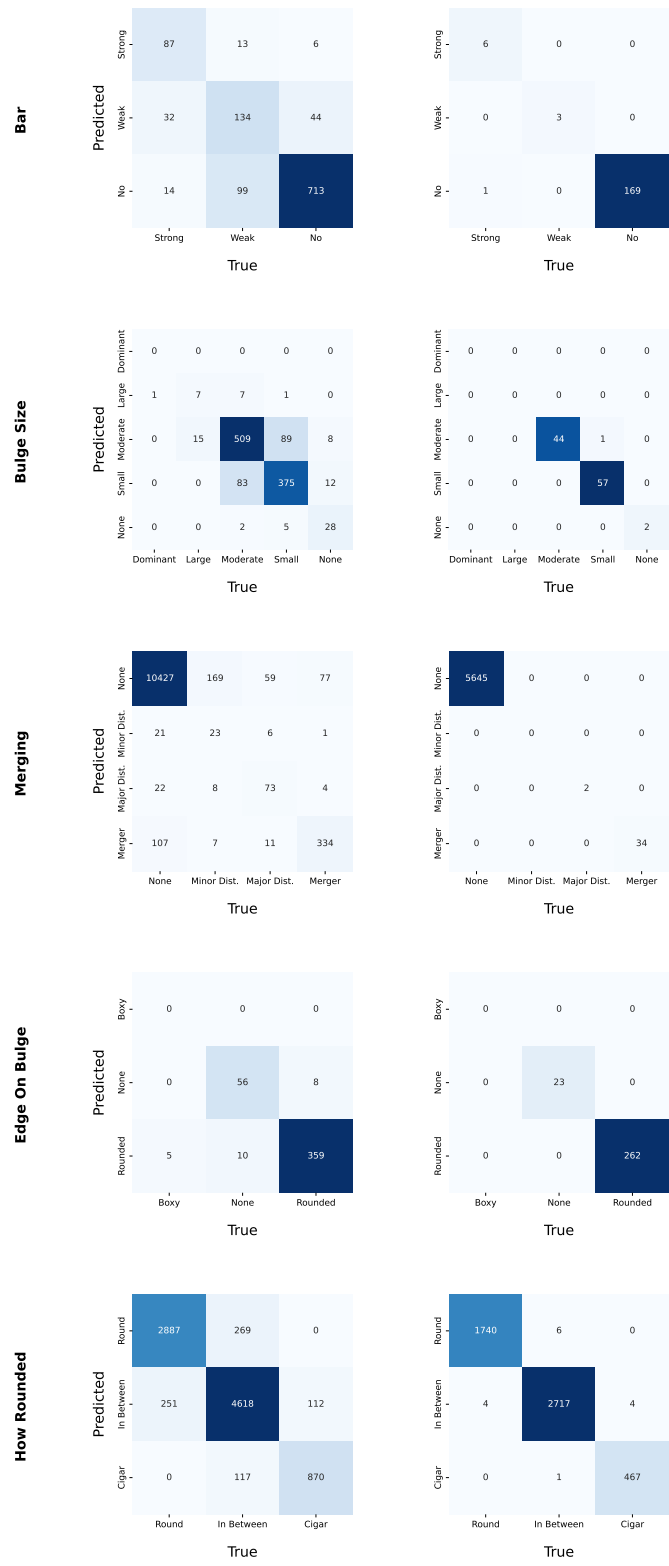 Bar
Predicted
Strong 87 13 6
Weak 32 134 44
No 14 99 713
Strong Weak No
True
Strong 6 0 0
Weak 0 3 0
No 1 0 169
Strong Weak No
True
Bulge Size
Predicted
Dominant 0 0 0 0 0
Large 1 7 7 1 0
Moderate 0 15 509 89 8
Small 0 0 83 375 12
None 0 0 2 5 28
Dominant Large Moderate Small None
True
Dominant 0 0 0 0 0
Large 0 0 0 0 0
Moderate 0 0 44 1 0
Small 0 0 0 57 0
None 0 0 0 0 2
Dominant Large Moderate Small None
True
Merging
Predicted
None 10427 169 59 77
Minor Dist. 21 23 6 1
Major Dist. 22 8 73 4
Merger 107 7 11 334
None Minor Dist. Major Dist. Merger
True
None 5645 0 0 0
Minor Dist. 0 0 0 0
Major Dist. 0 0 2 0
Merger 0 0 0 34
None Minor Dist. Major Dist. Merger
True
Edge On Bulge
Predicted
Boxy 0 0 0
None 0 56 8
Rounded 5 10 359
Boxy None Rounded
True
Boxy 0 0 0
None 0 23 0
Rounded 0 0 262
Boxy None Rounded
True
How Rounded
Predicted
Round 2887 269 0
In Between 251 4618 112
Cigar 0 117 870
Round In Between Cigar
True
Round 1740 6 0
In Between 4 2717 4
Cigar 0 1 467
Round In Between Cigar
True